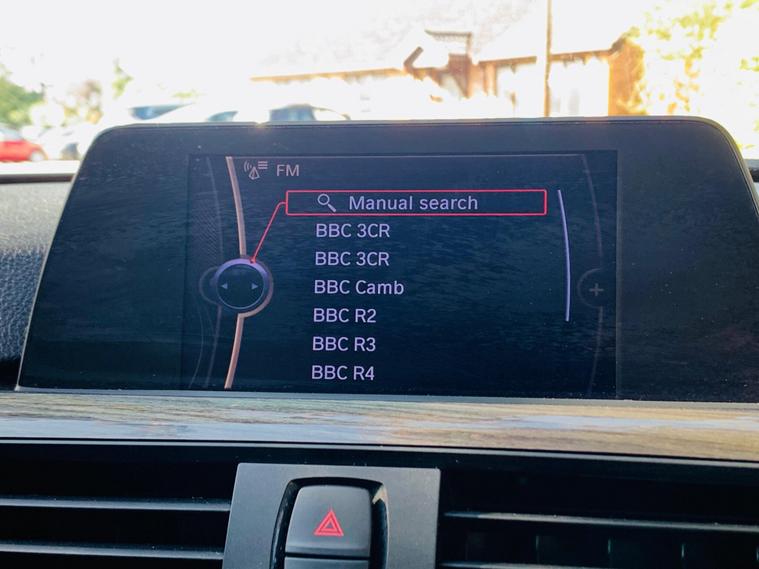 FM
Manual search
BBC 3CR
BBC 3CR
BBC Camb
BBC R2
BBC R3
BBC R4